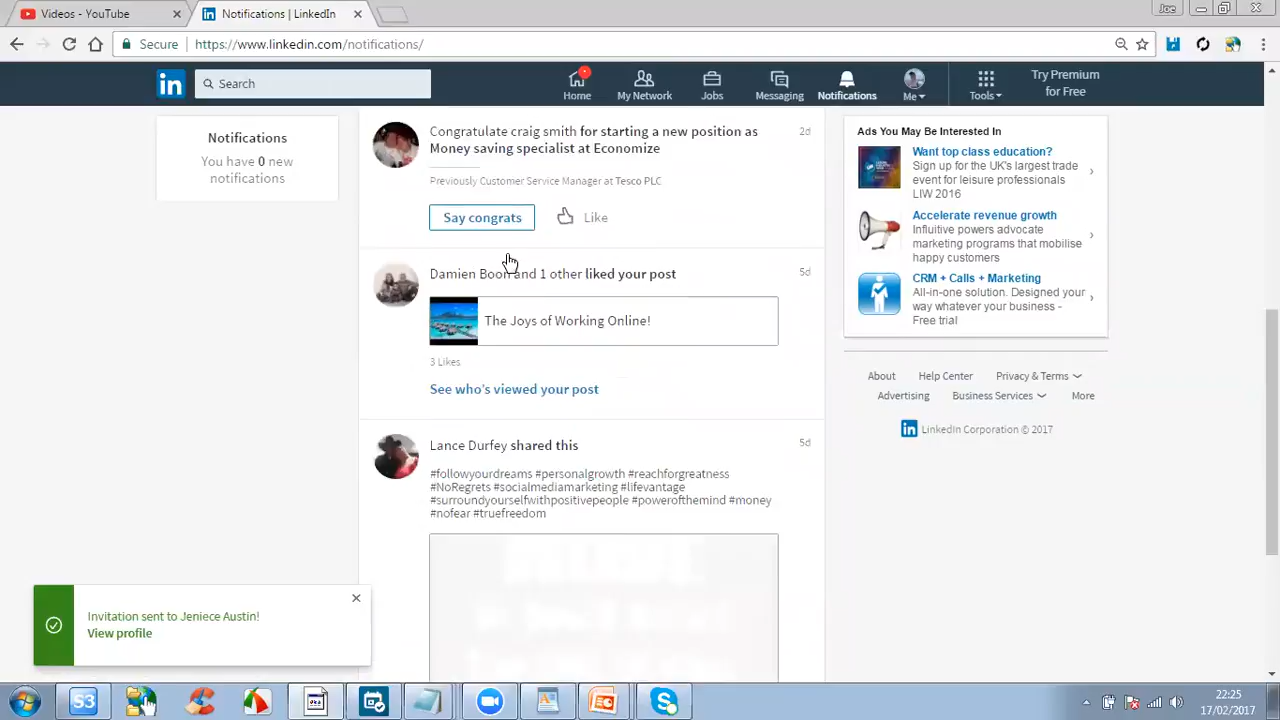 Videos - YouTube
Notifications | LinkedIn
Joe
Secure
https://www.linkedin.com/notifications/
in
Search
Home
My Network
Jobs
Messaging
Notifications
Me
Tools
Try Premium
for Free
Notifications
You have 0 new
notifications
Congratulate craig smith for starting a new position as
Money saving specialist at Economize
2d
Previously Customer Service Manager at Tesco PLC
Say congrats
Like
Damien Boon and 1 other liked your post
5d
The Joys of Working Online!
3 Likes
See who's viewed your post
Lance Durfey shared this
5d
#followyourdreams #personalgrowth #reachforgreatness
#NoRegrets #socialmediamarketing #lifevantage
#surroundyourselfwithpositivepeople #powerofthemind #money
#nofear #truefreedom
Ads You May Be Interested In
Want top class education?
Sign up for the UK's largest trade
event for leisure professionals
LIW 2016
Accelerate revenue growth
Influitive powers advocate
marketing programs that mobilise
happy customers
CRM + Calls + Marketing
All-in-one solution. Designed your
way whatever your business -
Free trial
About
Help Center
Privacy & Terms
Advertising
Business Services
More
in
LinkedIn Corporation © 2017
Invitation sent to Jeniece Austin!
View profile
S3
22:25
17/02/2017